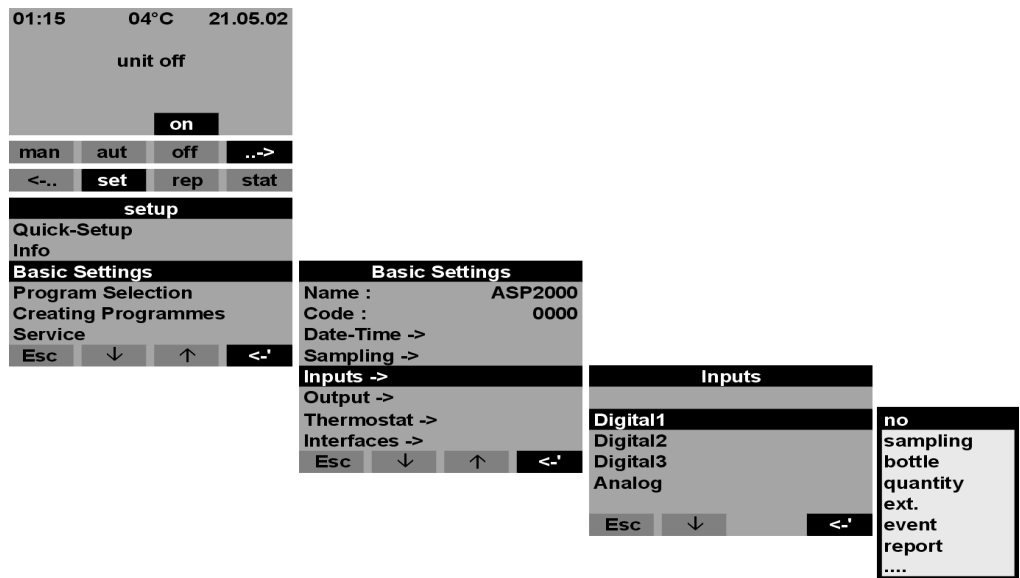 01:15 04°C 21.05.02
unit off
on
man aut off ..->
<-.. set rep stat
setup
Quick-Setup
Info
Basic Settings
Program Selection
Creating Programmes
Service
Esc ↓ ↑ <-'
Basic Settings
Name : ASP2000
Code : 0000
Date-Time ->
Sampling ->
Inputs ->
Output ->
Thermostat ->
Interfaces ->
Esc ↓ ↑ <-'
Inputs
Digital1
Digital2
Digital3
Analog
Esc ↓ <-'
no
sampling
bottle
quantity
ext.
event
report
....